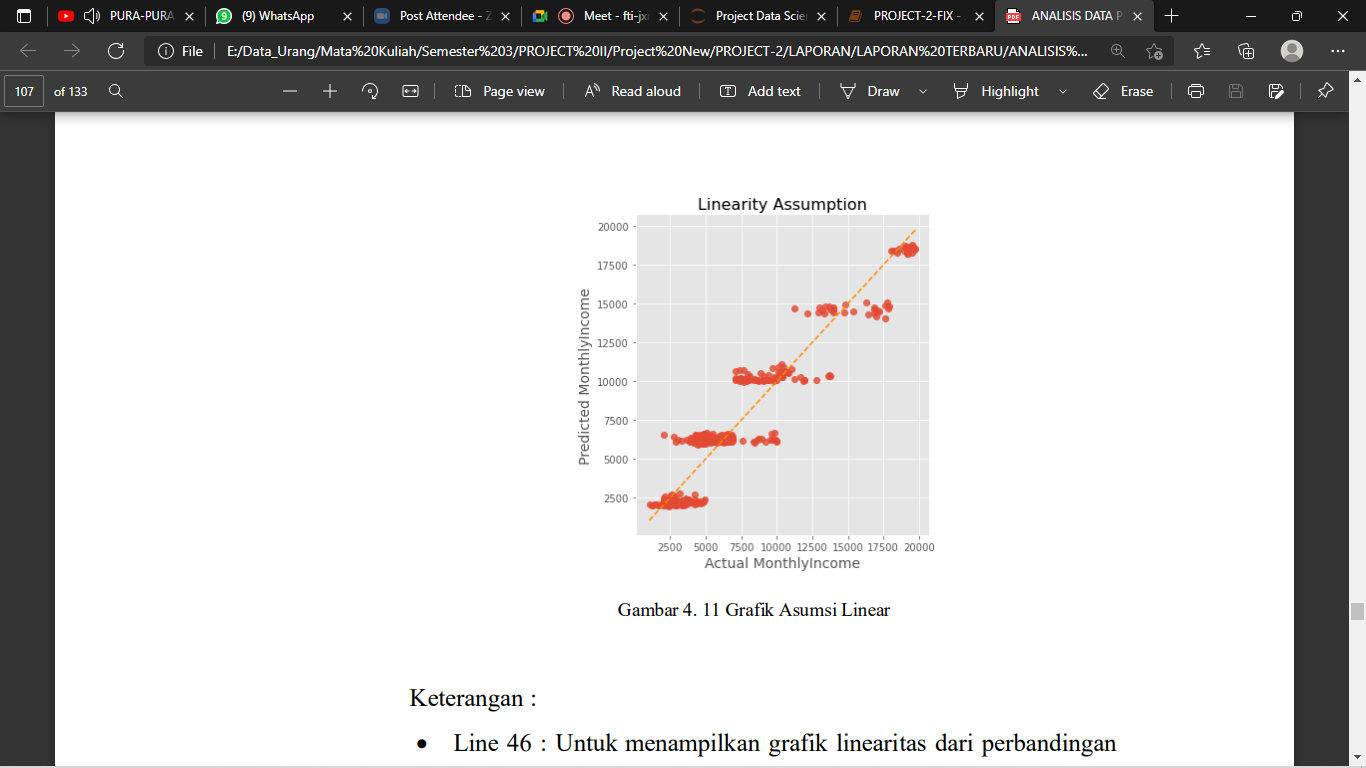 PURA-PURA
(9) WhatsApp
Post Attendee - Z
Meet - fti-jx
Project Data Scie
PROJECT-2-FIX -
ANALISIS DATA P
File
E:/Data_Urang/Mata%20Kuliah/Semester%203/PROJECT%20II/Project%20New/PROJECT-2/LAPORAN/LAPORAN%20TERBARU/ANALISIS%...
107 of 133
Page view
Read aloud
Add text
Draw
Highlight
Erase
Linearity Assumption
20000
17500
15000
12500
10000
7500
5000
2500
Predicted MonthlyIncome
2500 5000 7500 10000 12500 15000 17500 20000
Actual MonthlyIncome
Gambar 4. 11 Grafik Asumsi Linear
Keterangan :
• Line 46 : Untuk menampilkan grafik linearitas dari perbandingan